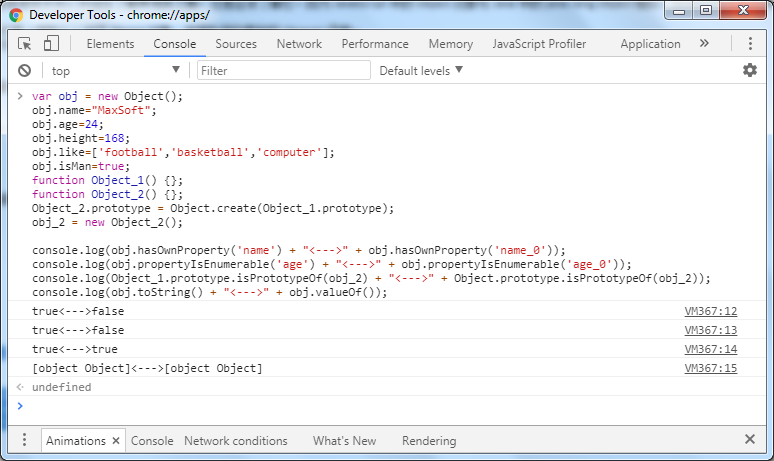 Developer Tools - chrome://apps/
Elements Console Sources Network Performance Memory JavaScript Profiler Application »
top ▼ Filter Default levels ▼
> var obj = new Object();
obj.name="MaxSoft";
obj.age=24;
obj.height=168;
obj.like=['football','basketball','computer'];
obj.isMan=true;
function Object_1() {};
function Object_2() {};
Object_2.prototype = Object.create(Object_1.prototype);
obj_2 = new Object_2();
console.log(obj.hasOwnProperty('name') + "<--->" + obj.hasOwnProperty('name_0'));
console.log(obj.propertyIsEnumerable('age') + "<--->" + obj.propertyIsEnumerable('age_0'));
console.log(Object_1.prototype.isPrototypeOf(obj_2) + "<--->" + Object.prototype.isPrototypeOf(obj_2));
console.log(obj.toString() + "<--->" + obj.valueOf());
true<--->false VM367:12
true<--->false VM367:13
true<--->true VM367:14
[object Object]<--->[object Object] VM367:15
undefined
>
Animations × Console Network conditions What's New Rendering